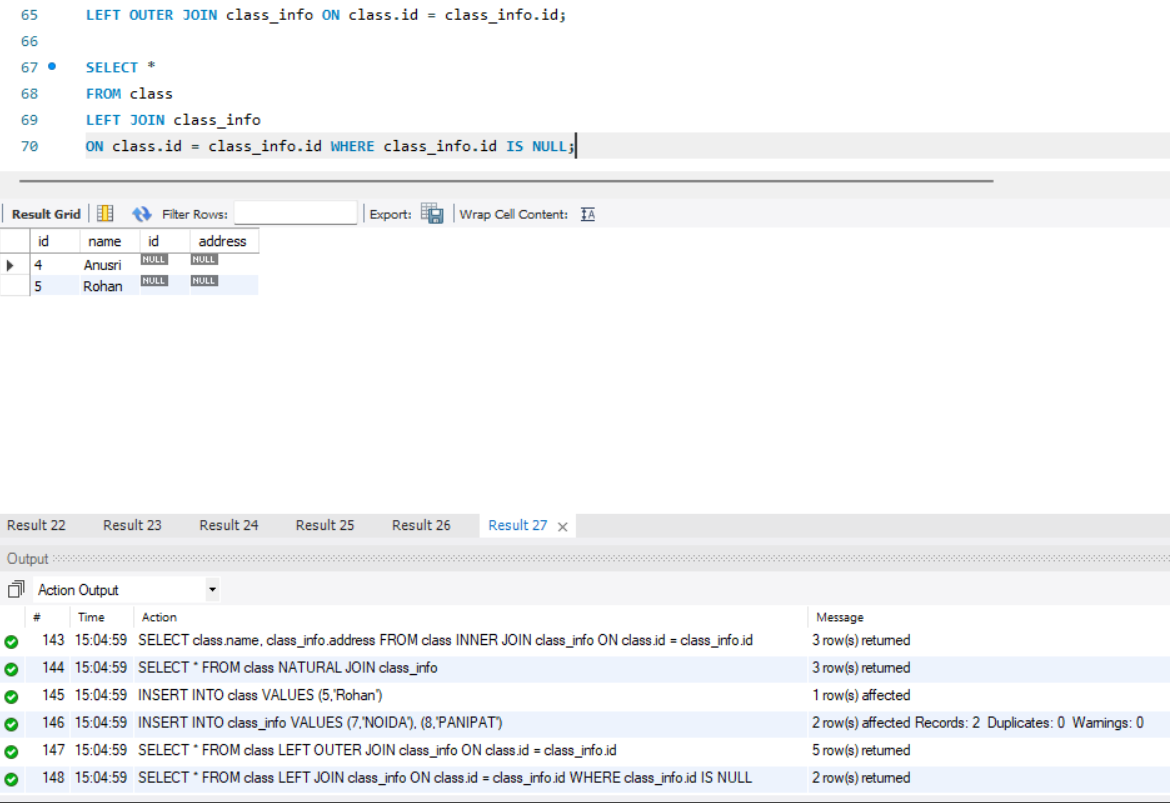 65 LEFT OUTER JOIN class_info ON class.id = class_info.id;
66
67 SELECT *
68 FROM class
69 LEFT JOIN class_info
70 ON class.id = class_info.id WHERE class_info.id IS NULL;
Result Grid Filter Rows: Export: Wrap Cell Content: IA
id name id address
4 Anusri NULL NULL
5 Rohan NULL NULL
Result 22 Result 23 Result 24 Result 25 Result 26 Result 27
Output
Action Output
# Time Action Message
143 15:04:59 SELECT class.name, class_info.address FROM class INNER JOIN class_info ON class.id = class_info.id 3 row(s) returned
144 15:04:59 SELECT * FROM class NATURAL JOIN class_info 3 row(s) returned
145 15:04:59 INSERT INTO class VALUES (5,'Rohan') 1 row(s) affected
146 15:04:59 INSERT INTO class_info VALUES (7,'NOIDA'), (8,'PANIPAT') 2 row(s) affected Records: 2 Duplicates: 0 Warnings: 0
147 15:04:59 SELECT * FROM class LEFT OUTER JOIN class_info ON class.id = class_info.id 5 row(s) returned
148 15:04:59 SELECT * FROM class LEFT JOIN class_info ON class.id = class_info.id WHERE class_info.id IS NULL 2 row(s) returned